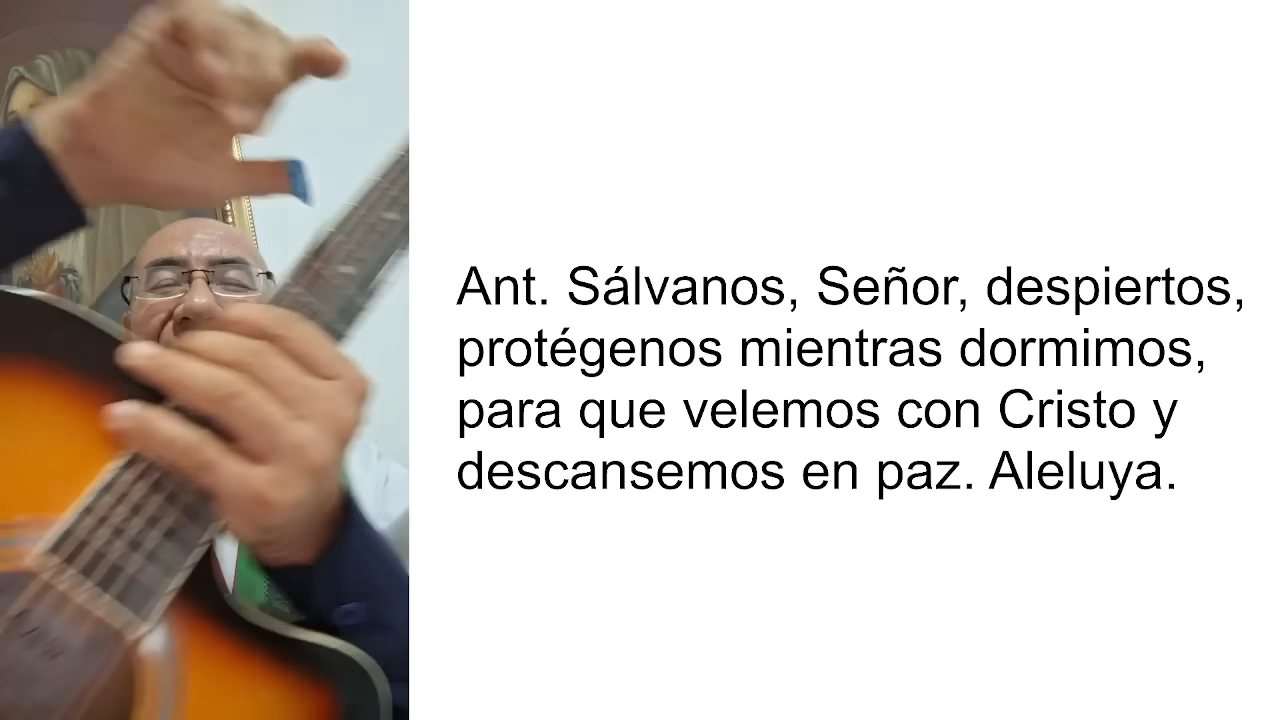 Ant. Sálvanos, Señor, despiertos,
protégenos mientras dormimos,
para que velemos con Cristo y
descansemos en paz. Aleluya.